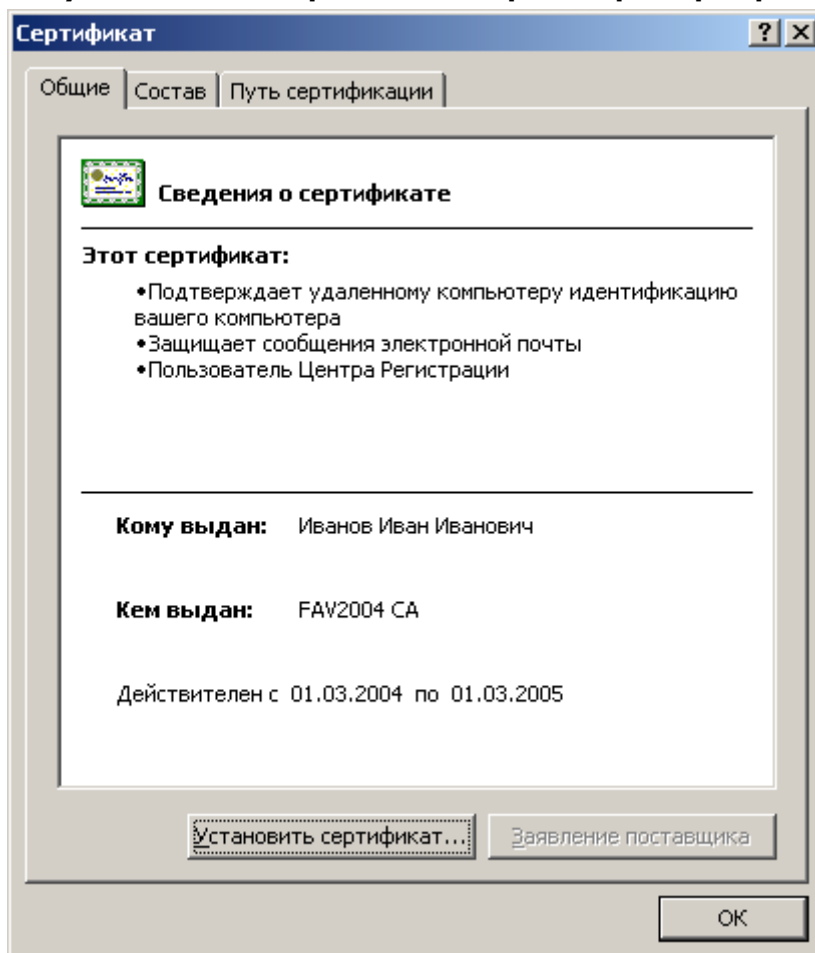 Сертификат
Общие Состав Путь сертификации
Сведения о сертификате
Этот сертификат:
•Подтверждает удаленному компьютеру идентификацию
вашего компьютера
•Защищает сообщения электронной почты
•Пользователь Центра Регистрации
Кому выдан: Иванов Иван Иванович
Кем выдан: FAV2004 CA
Действителен с 01.03.2004 по 01.03.2005
Установить сертификат... Заявление поставщика
ОК